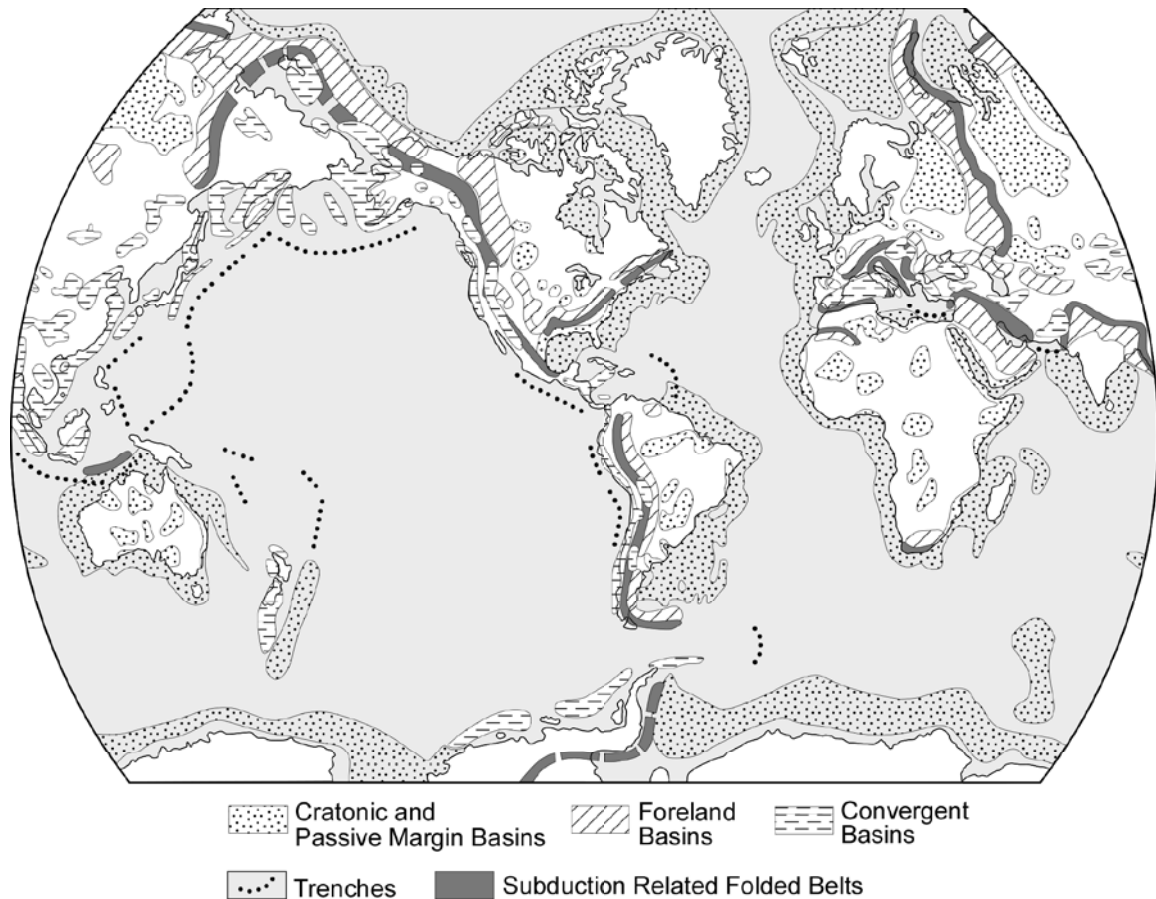 Cratonic and
Passive Margin Basins
Foreland
Basins
Convergent
Basins
Trenches
Subduction Related Folded Belts